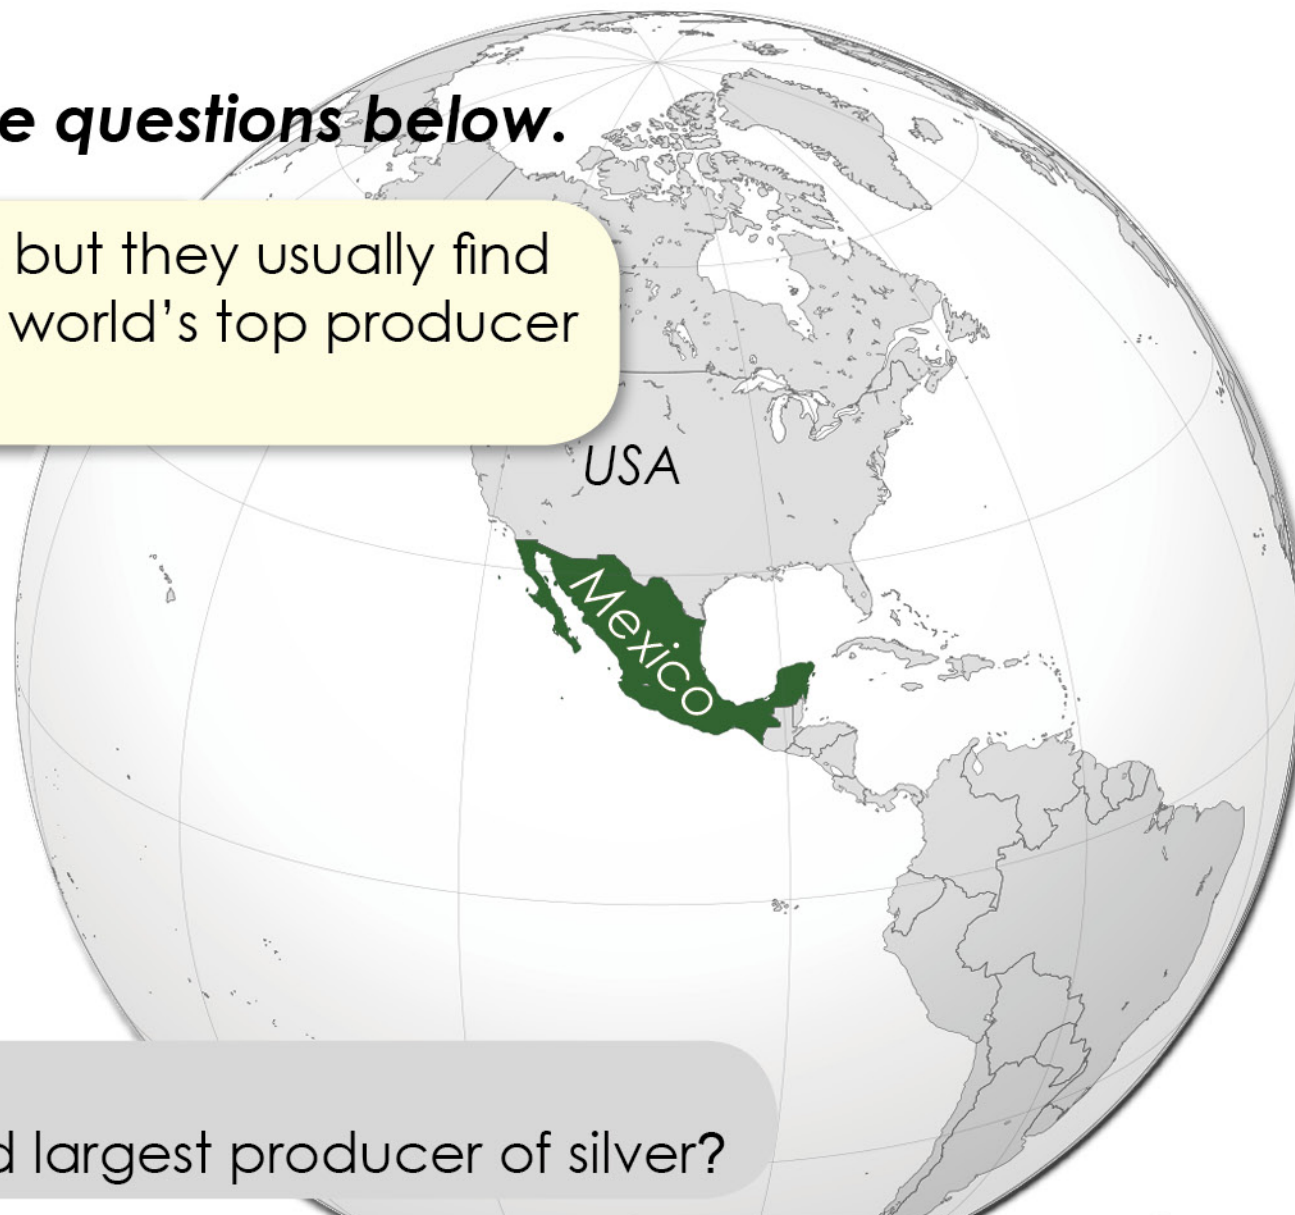 e questions below.
but they usually find
world's top producer
USA
Mexico
d largest producer of silver?